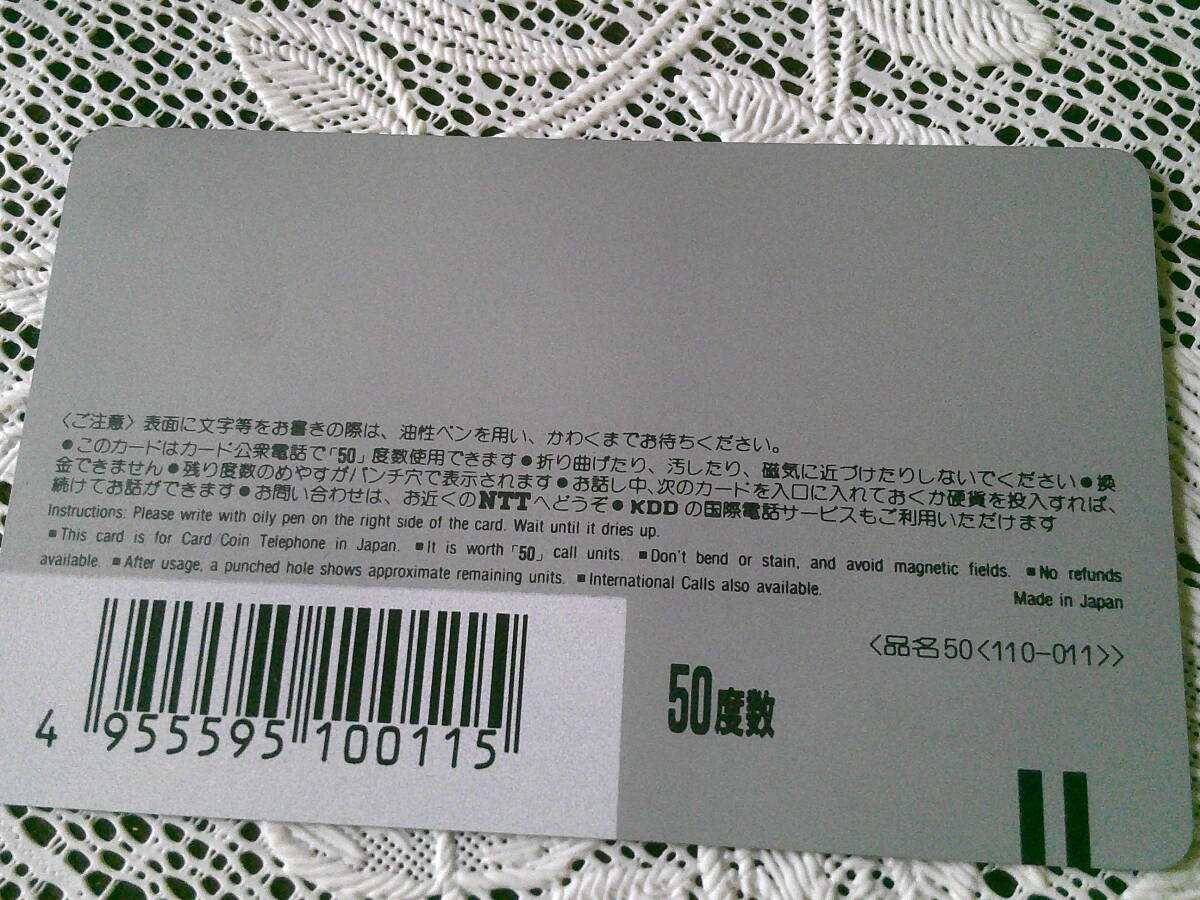 〈ご注意〉表面に文字等をお書きの際は、油性ペンを用い、かわくまでお待ちください。
●このカードはカード公衆電話で「50」度数使用できます●折り曲げたり、汚したり、磁気に近づけたりしないでください●換
金できません●残り度数のめやすがパンチ穴で表示されます●お話し中、次のカードを入口に入れておくか硬貨を投入すれば、
続けてお話ができます●お問い合わせは、お近くのNTTへどうぞ●KDDの国際電話サービスもご利用いただけます
Instructions: Please write with oily pen on the right side of the card. Wait until it dries up.
■This card is for Card/Coin Telephone in Japan. ■It is worth「50」call units. ■Don't bend or stain, and avoid magnetic fields. ■No refunds
available. ■After usage, a punched hole shows approximate remaining units. ■International Calls also available.
Made in Japan
〈品名50〈110-011〉〉
50度数
4 955595 100115